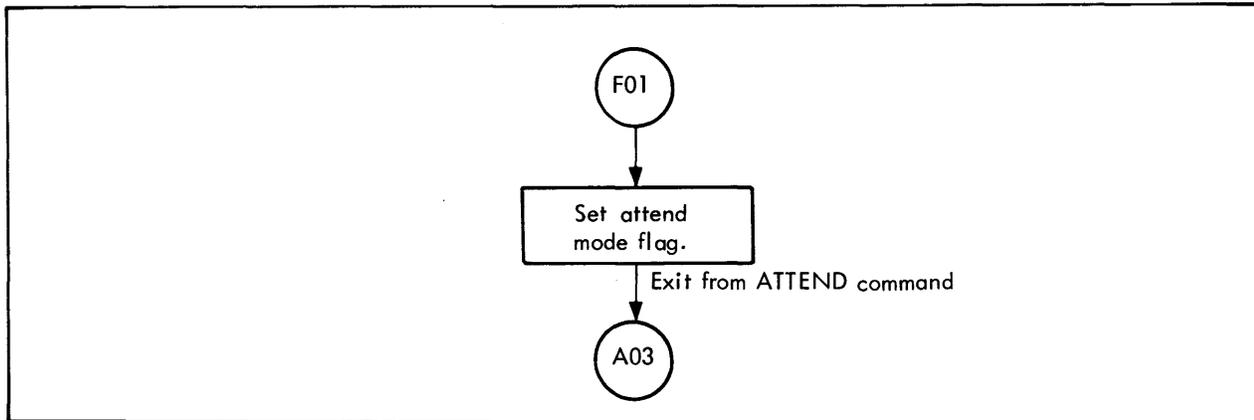 F01
Set attend
mode flag.
Exit from ATTEND command
A03